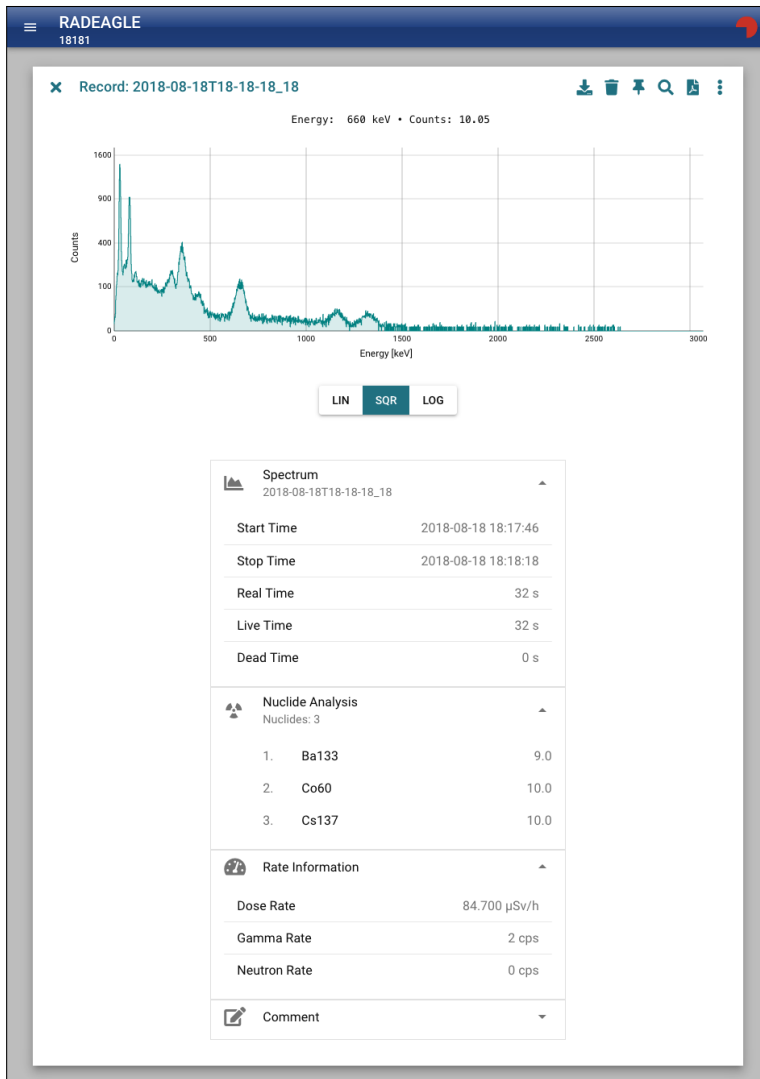 RADEAGLE
18181
Record: 2018-08-18T18-18-18_18
Energy:  660 keV • Counts: 10.05
1600
900
400
100
0
Counts
0 500 1000 1500 2000 2500 3000
Energy [keV]
LIN SQR LOG
Spectrum
2018-08-18T18-18-18_18
Start Time 2018-08-18 18:17:46
Stop Time 2018-08-18 18:18:18
Real Time 32 s
Live Time 32 s
Dead Time 0 s
Nuclide Analysis
Nuclides: 3
1. Ba133 9.0
2. Co60 10.0
3. Cs137 10.0
Rate Information
Dose Rate 84.700 µSv/h
Gamma Rate 2 cps
Neutron Rate 0 cps
Comment